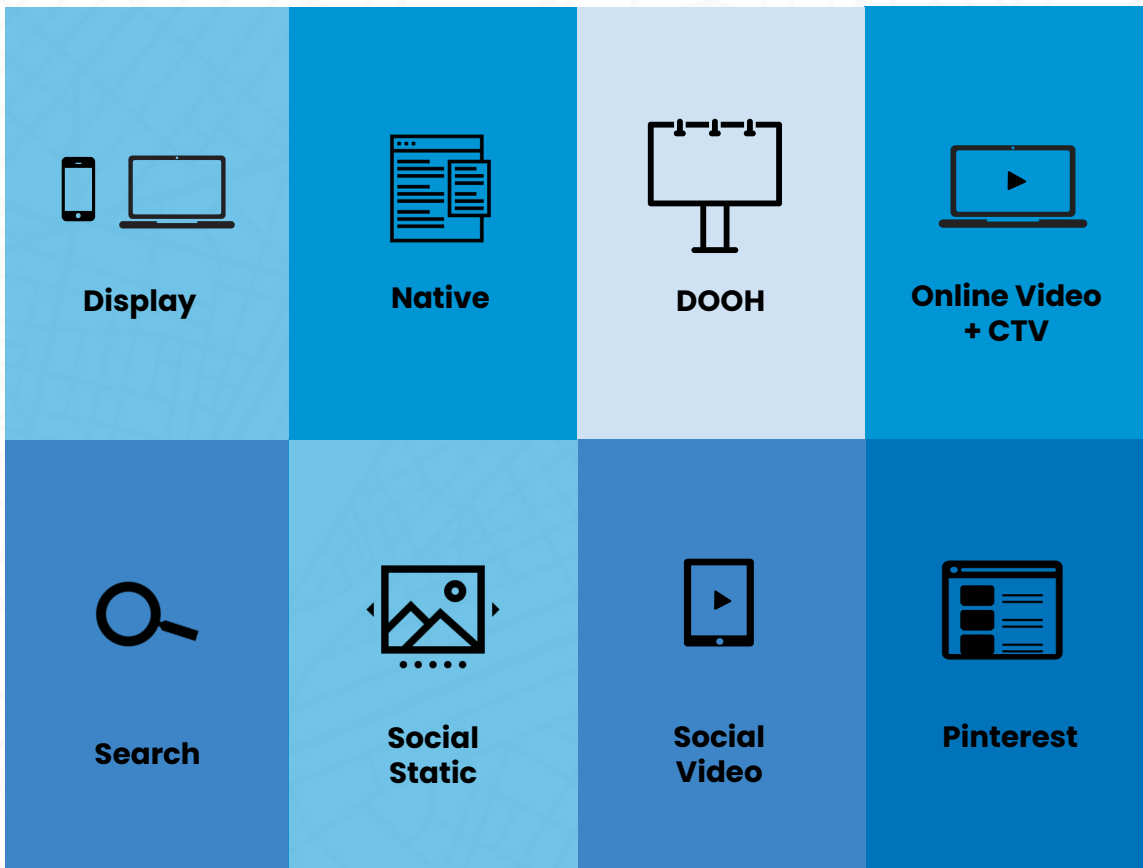 Display
Native
DOOH
Online Video
+ CTV
Search
Social
Static
Social
Video
Pinterest